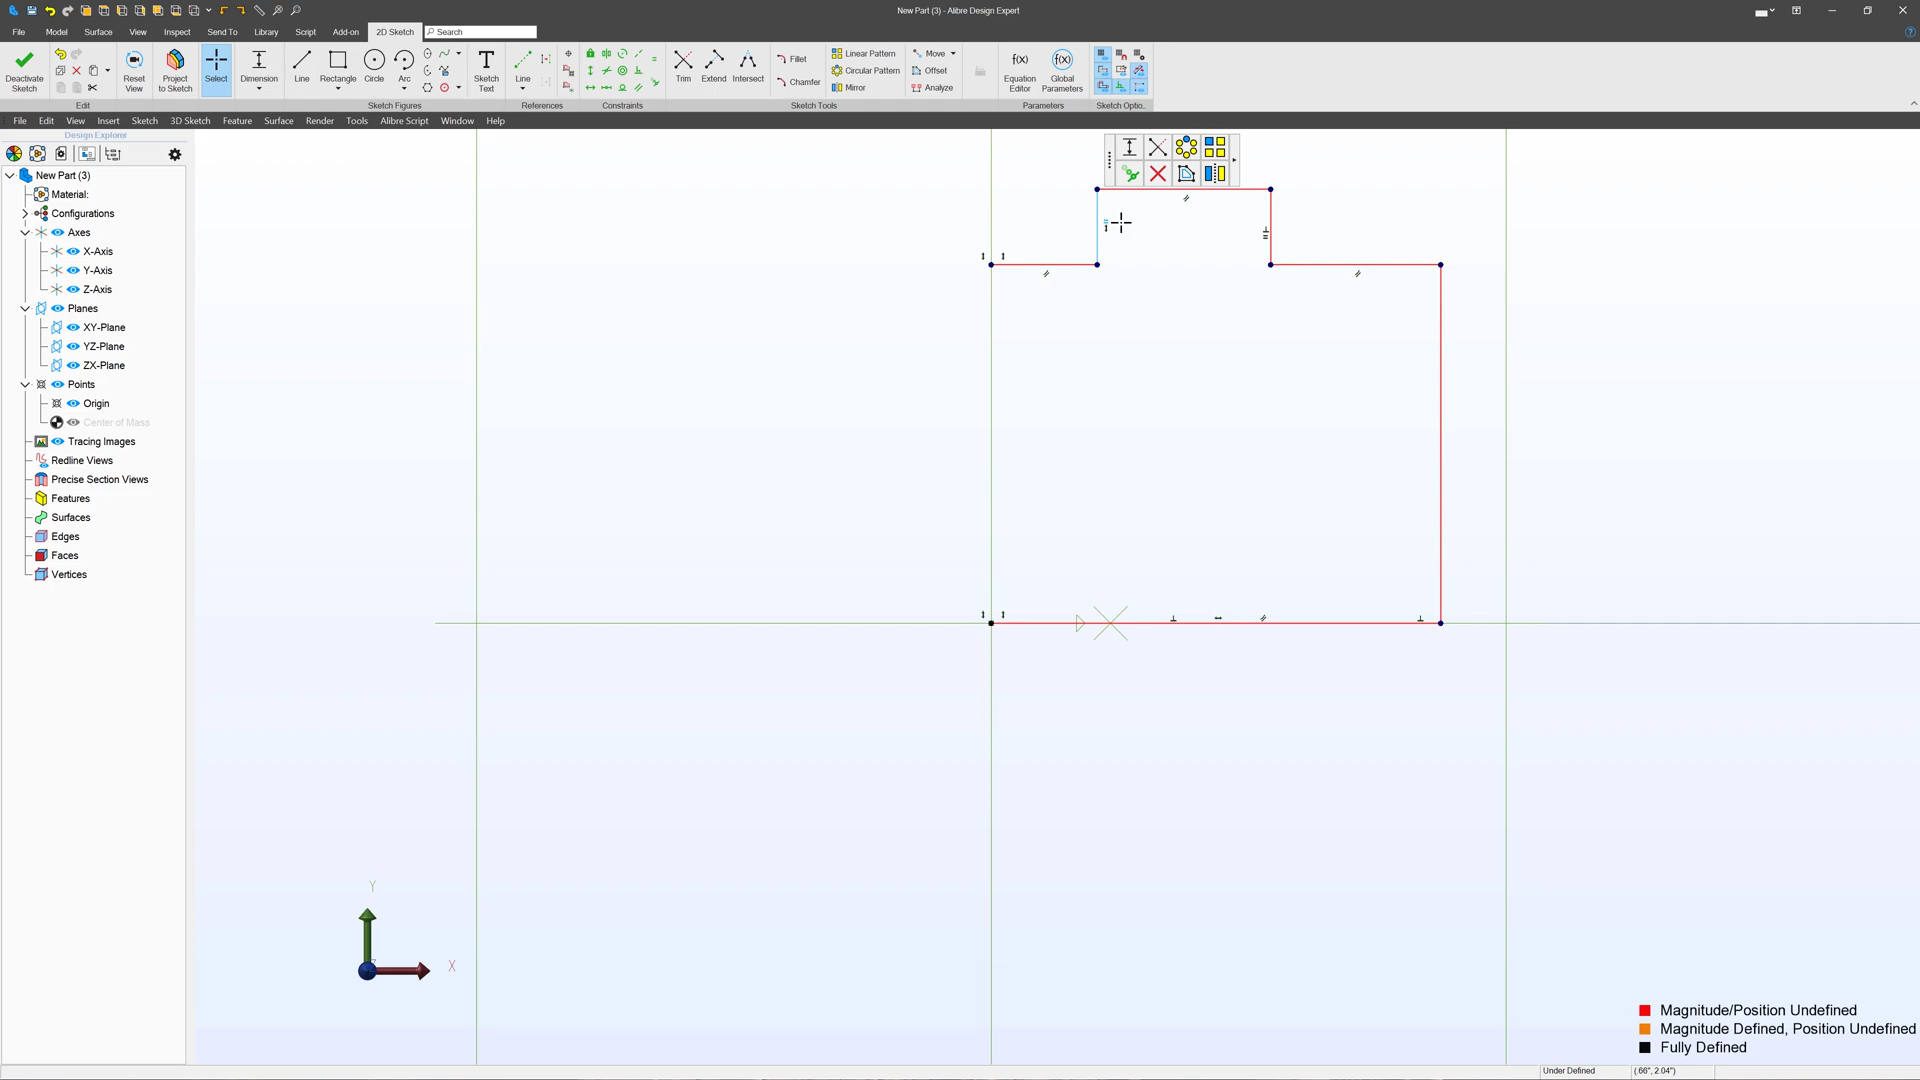 New Part (3) - Alibre Design Expert
File Model Surface View Inspect Send To Library Script Add-on 2D Sketch Search
Deactivate Sketch
Reset View
Project to Sketch
Select
Dimension
Line
Rectangle
Circle
Arc
Sketch Text
Line
Trim
Extend
Intersect
Fillet
Chamfer
Linear Pattern
Circular Pattern
Mirror
Move
Offset
Analyze
f(x)
Equation Editor
f(x)
Global Parameters
Edit Sketch Figures References Constraints Sketch Tools Parameters Sketch Optio..
File Edit View Insert Sketch 3D Sketch Feature Surface Render Tools Alibre Script Window Help
Design Explorer
New Part (3)
Material:
Configurations
Axes
X-Axis
Y-Axis
Z-Axis
Planes
XY-Plane
YZ-Plane
ZX-Plane
Points
Origin
Center of Mass
Tracing Images
Redline Views
Precise Section Views
Features
Surfaces
Edges
Faces
Vertices
Y
X
Magnitude/Position Undefined
Magnitude Defined, Position Undefined
Fully Defined
Under Defined (.66", 2.04")